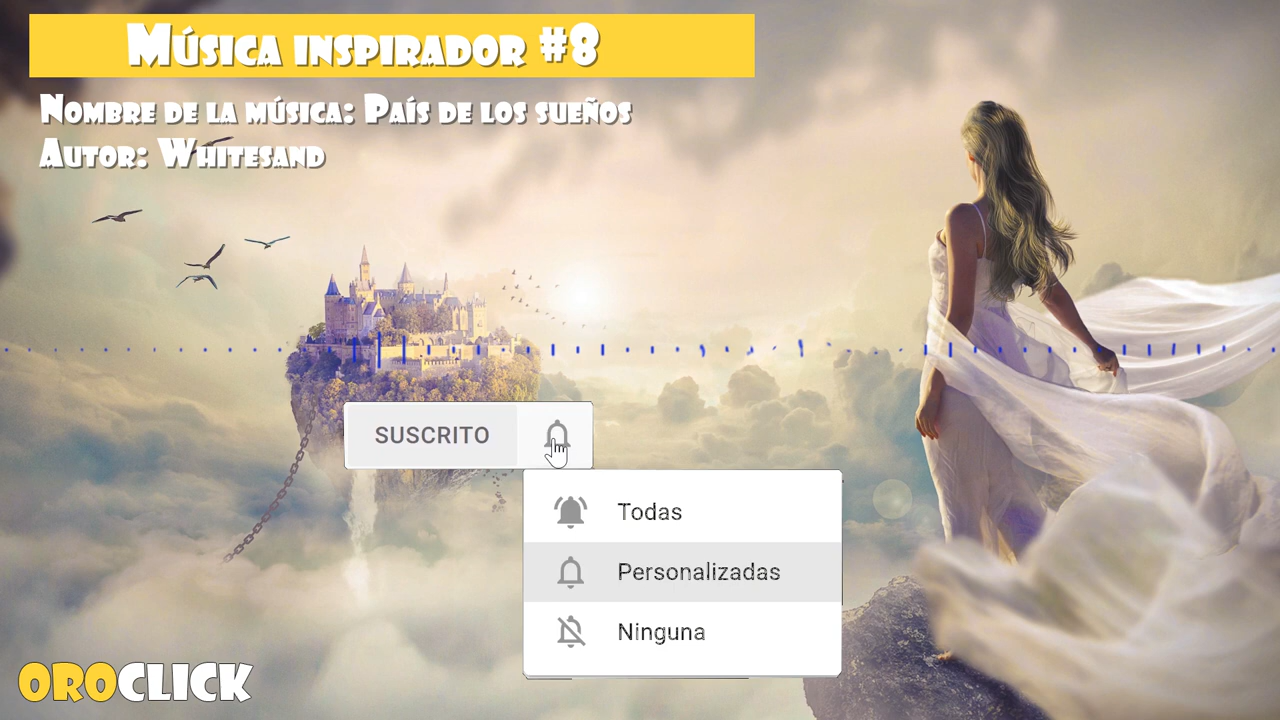 Música inspirador #8
Nombre de la música: País de los sueños
Autor: Whitesand
SUSCRITO
Todas
Personalizadas
Ninguna
OROCLICK